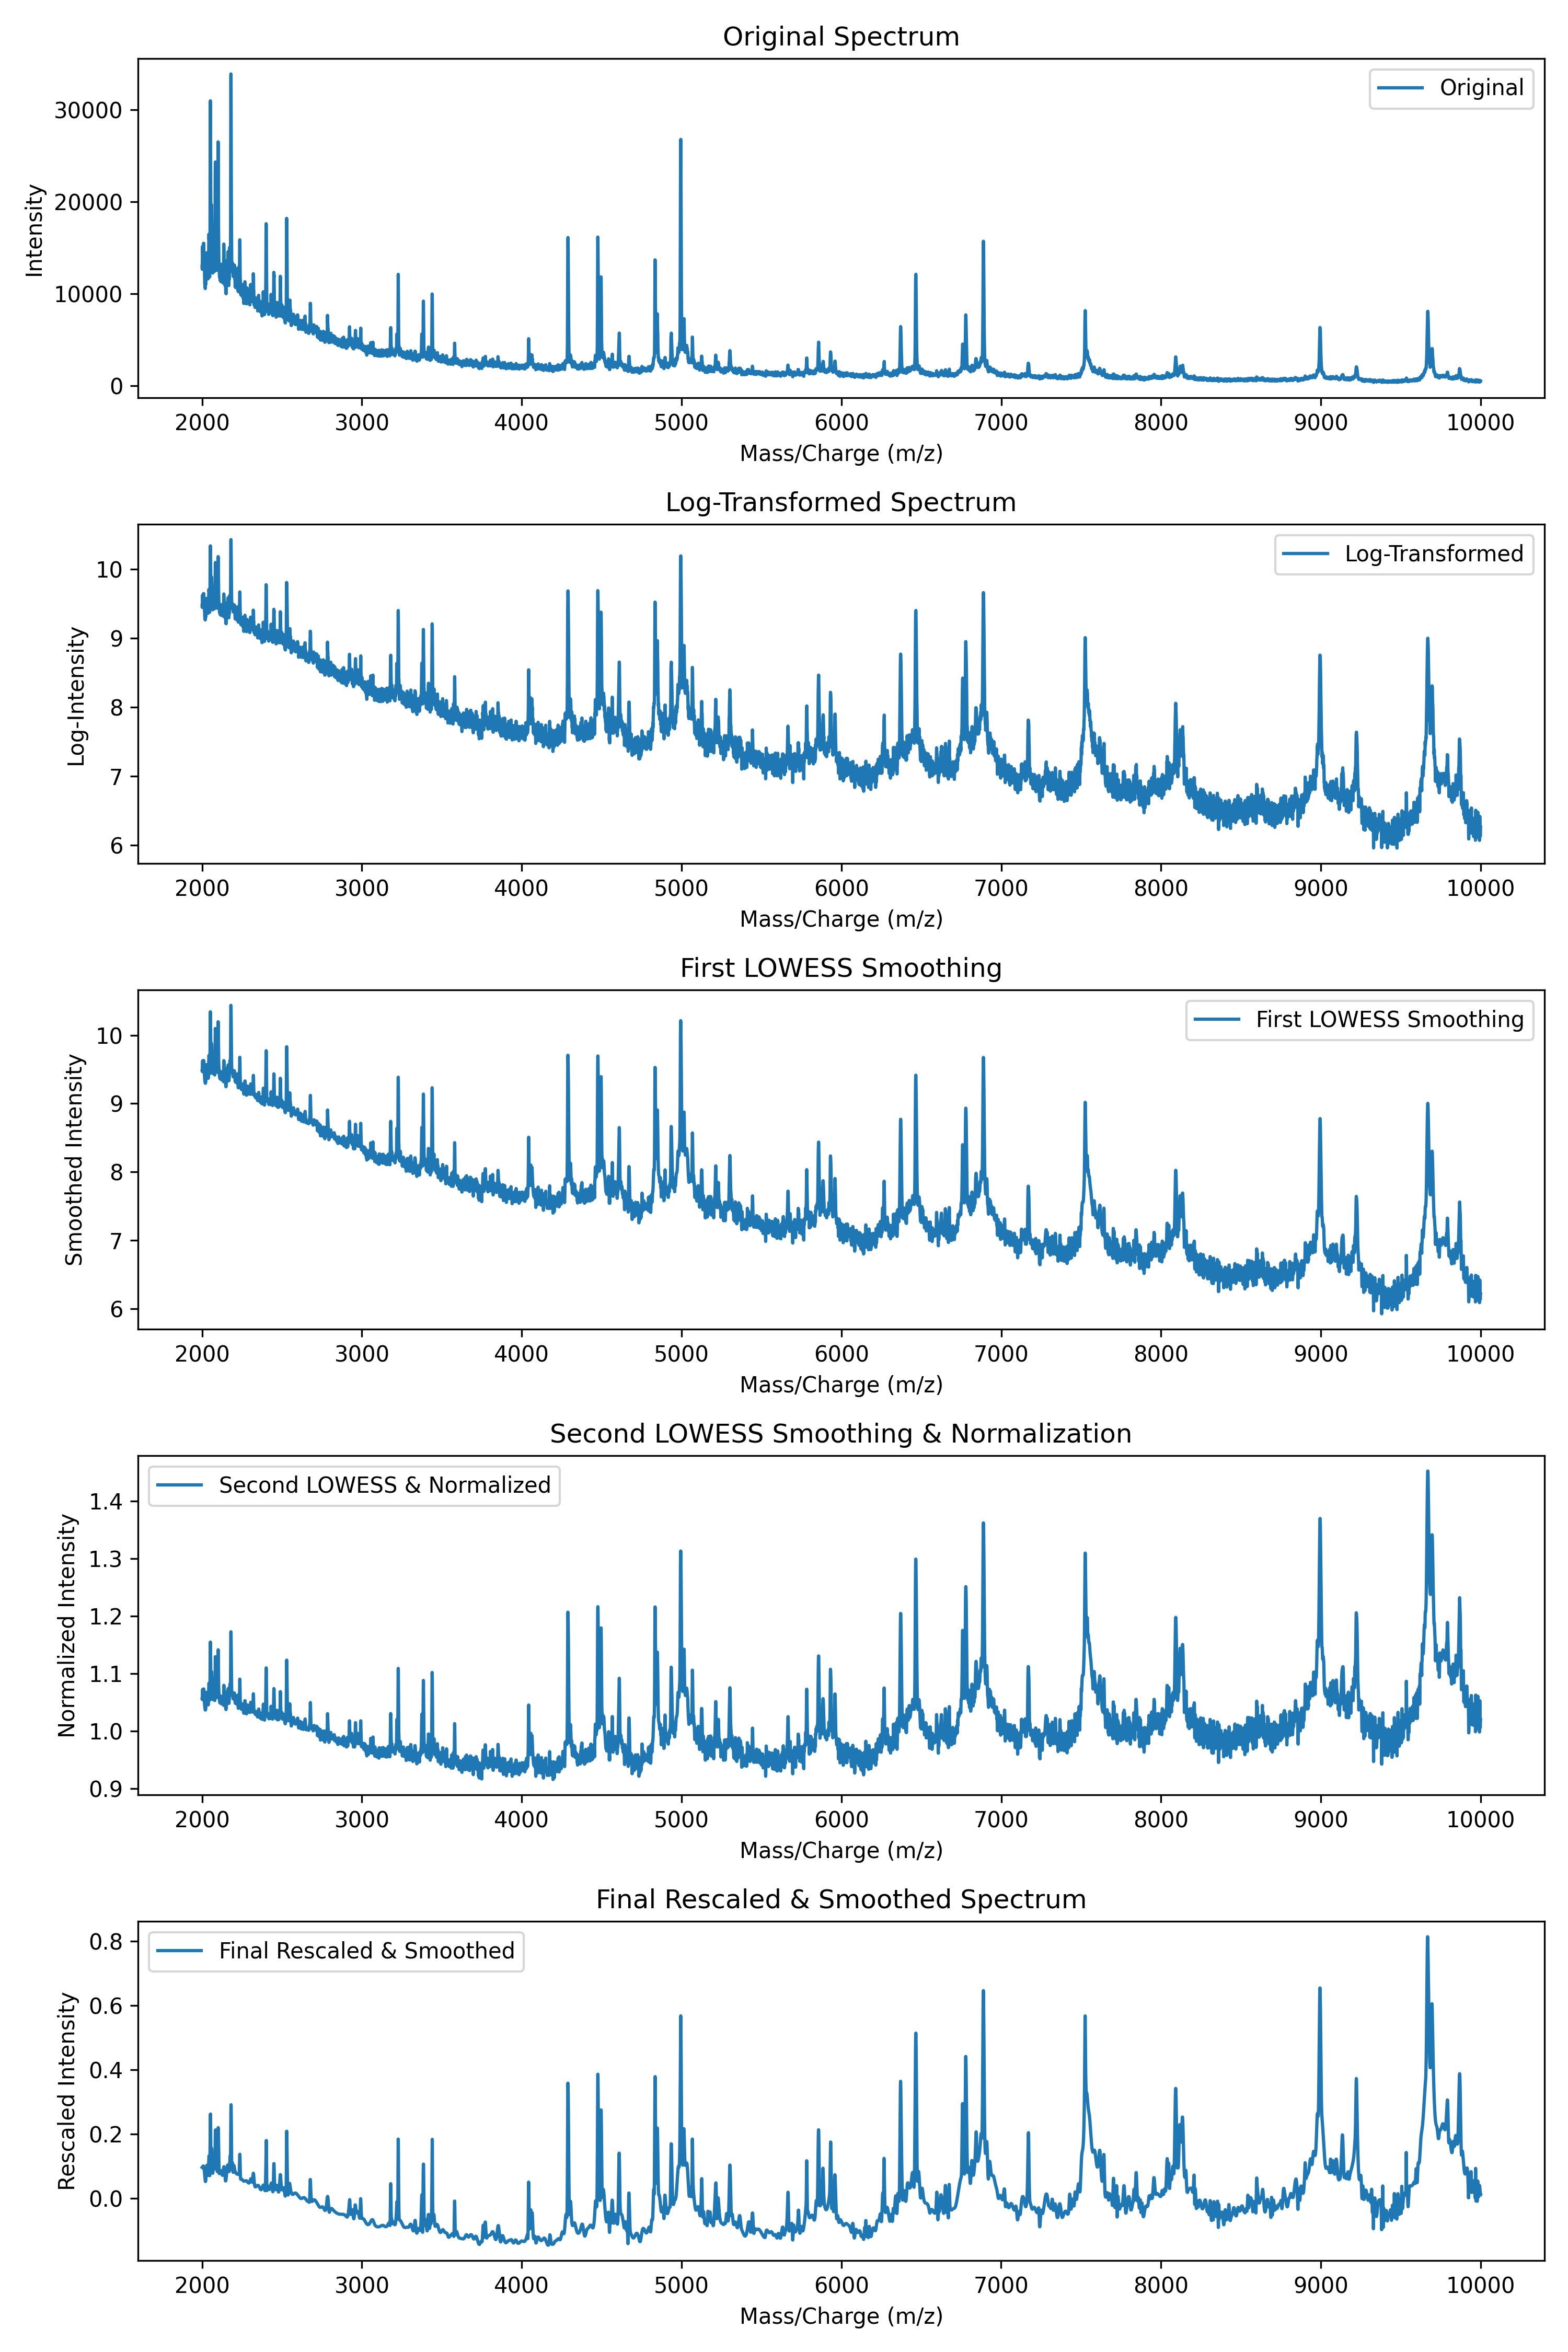 Original Spectrum
Original
Intensity
30000
20000
10000
0
2000 3000 4000 5000 6000 7000 8000 9000 10000
Mass/Charge (m/z)
Log-Transformed Spectrum
Log-Transformed
Log-Intensity
10
9
8
7
6
2000 3000 4000 5000 6000 7000 8000 9000 10000
Mass/Charge (m/z)
First LOWESS Smoothing
First LOWESS Smoothing
Smoothed Intensity
10
9
8
7
6
2000 3000 4000 5000 6000 7000 8000 9000 10000
Mass/Charge (m/z)
Second LOWESS Smoothing & Normalization
Second LOWESS & Normalized
Normalized Intensity
1.4
1.3
1.2
1.1
1.0
0.9
2000 3000 4000 5000 6000 7000 8000 9000 10000
Mass/Charge (m/z)
Final Rescaled & Smoothed Spectrum
Final Rescaled & Smoothed
Rescaled Intensity
0.8
0.6
0.4
0.2
0.0
2000 3000 4000 5000 6000 7000 8000 9000 10000
Mass/Charge (m/z)